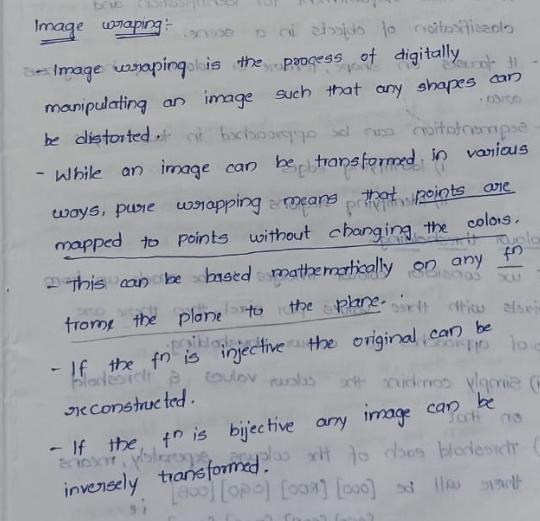 Image wraping:-
- Image wraping is the process of digitally
manipulating an image such that any shapes can
be distorted.
- While an image can be transformed in various
ways, pure wrapping means that points are
mapped to points without changing the colors.
- This can be based mathematically on any fn
from the plane to the plane.
- If the fn is injective the original can be
reconstructed.
- If the fn is bijective any image can be
inversely transformed.